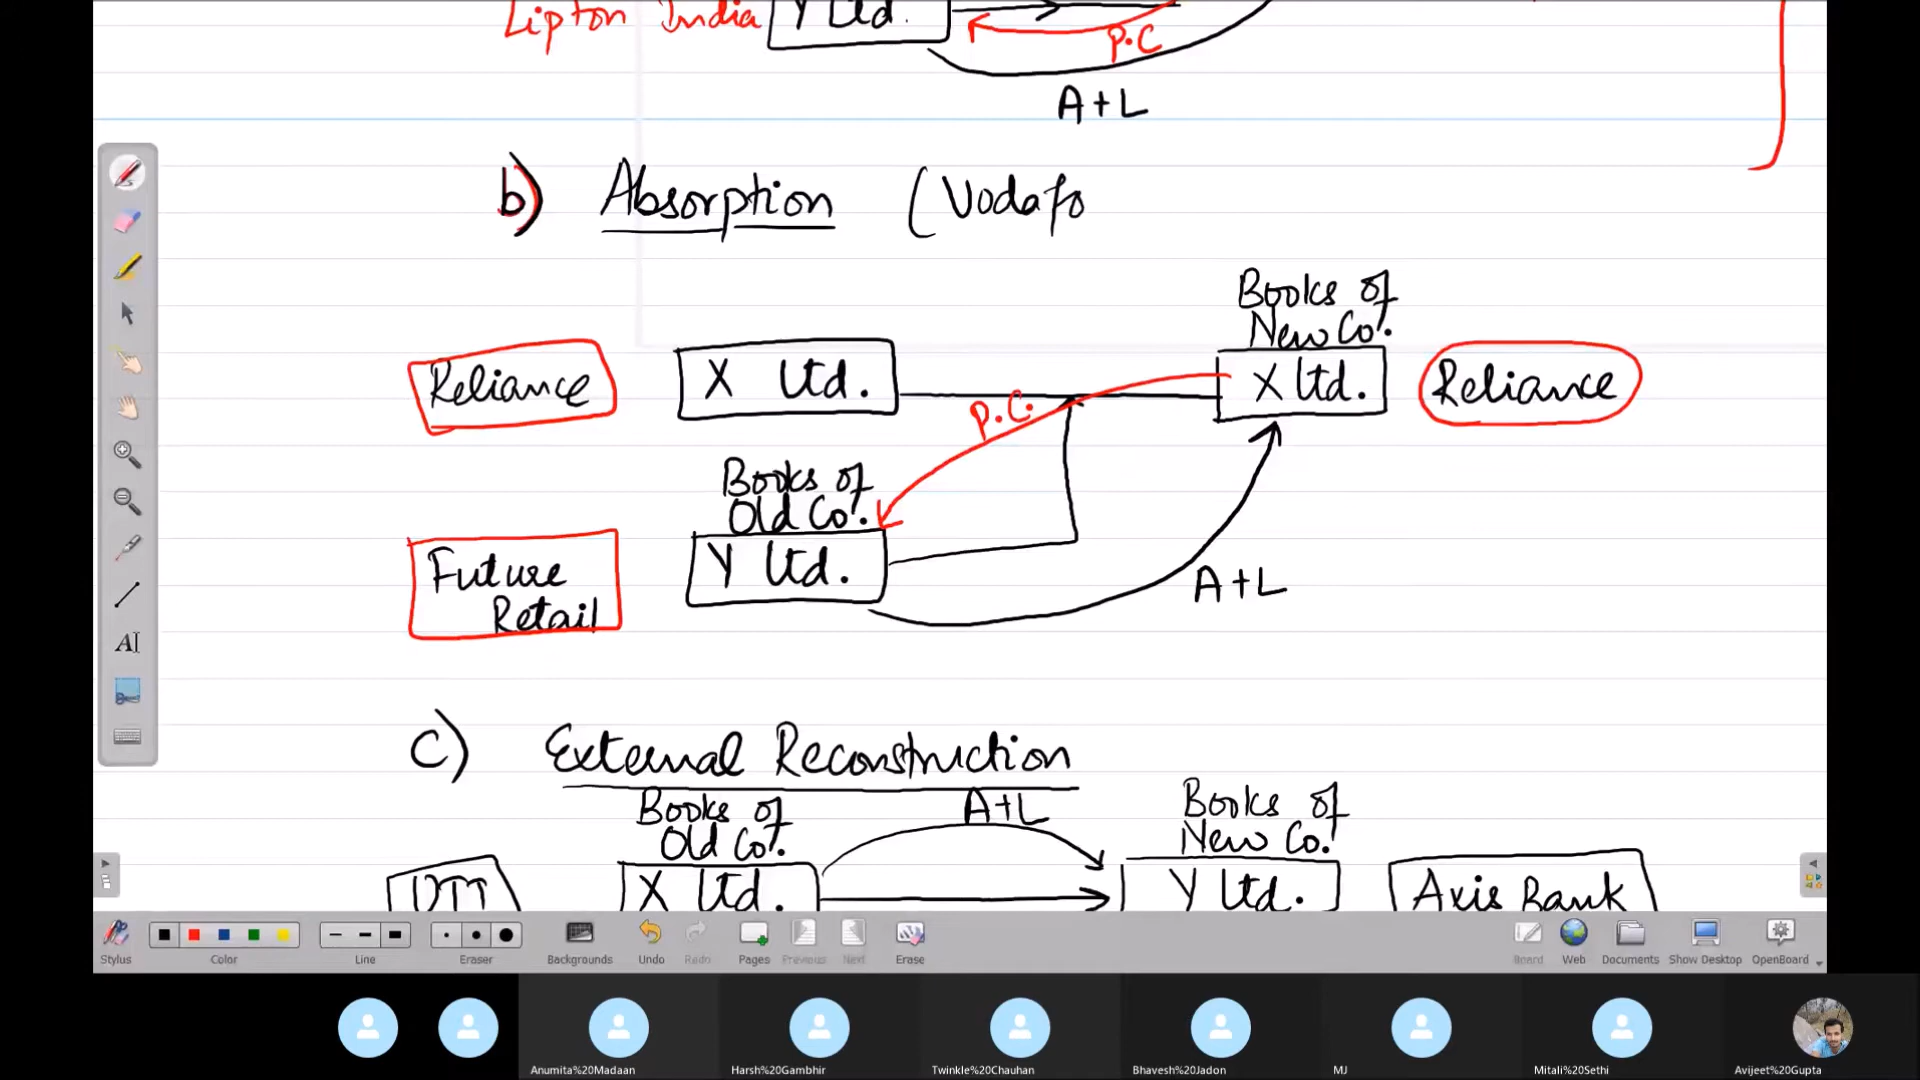 Lipton India Y Ltd.
P.C
A+L
b) Absorption (Vodafo
Books of
New Co.
Reliance X Ltd. X Ltd. Reliance
P.C.
Books of
Old Co.
Future Y Ltd. A+L
Retail
c) External Reconstruction
Books of A+L Books of
Old Co. New Co.
UTI X Ltd. Y Ltd. Axis Bank
Stylus Color Line Eraser Backgrounds Undo Redo Pages Previous Next Erase Board Web Documents Show Desktop OpenBoard
Anumita%20Madaan Harsh%20Gambhir Twinkle%20Chauhan Bhavesh%20Jadon MJ Mitali%20Sethi Avijeet%20Gupta